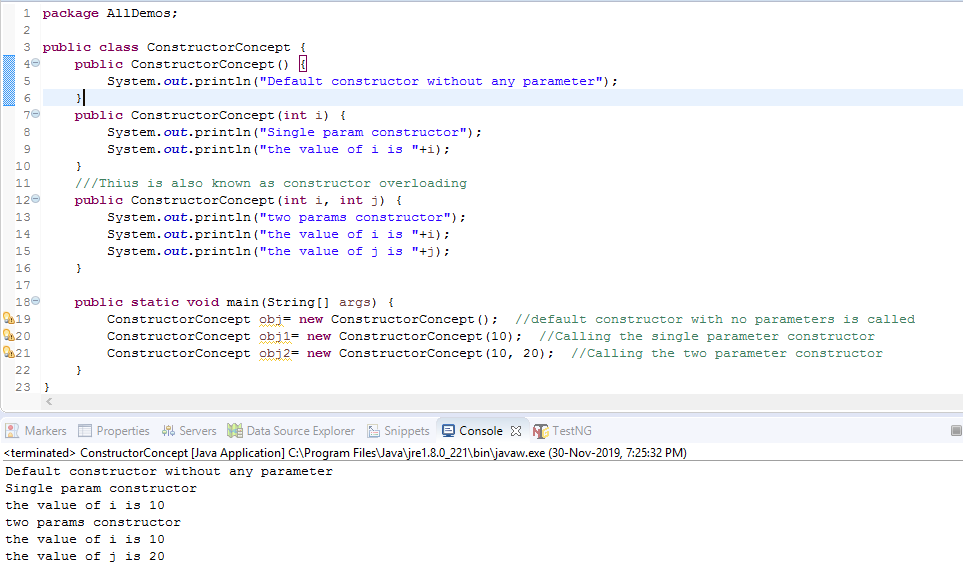 1 package AllDemos;
2
3 public class ConstructorConcept {
4 public ConstructorConcept() {
5 System.out.println("Default constructor without any parameter");
6 }
7 public ConstructorConcept(int i) {
8 System.out.println("Single param constructor");
9 System.out.println("the value of i is "+i);
10 }
11 ///Thius is also known as constructor overloading
12 public ConstructorConcept(int i, int j) {
13 System.out.println("two params constructor");
14 System.out.println("the value of i is "+i);
15 System.out.println("the value of j is "+j);
16 }
17
18 public static void main(String[] args) {
19 ConstructorConcept obj= new ConstructorConcept(); //default constructor with no parameters is called
20 ConstructorConcept obj1= new ConstructorConcept(10); //Calling the single parameter constructor
21 ConstructorConcept obj2= new ConstructorConcept(10, 20); //Calling the two parameter constructor
22 }
23 }
Markers Properties Servers Data Source Explorer Snippets Console TestNG
<terminated> ConstructorConcept [Java Application] C:\Program Files\Java\jre1.8.0_221\bin\javaw.exe (30-Nov-2019, 7:25:32 PM)
Default constructor without any parameter
Single param constructor
the value of i is 10
two params constructor
the value of i is 10
the value of j is 20